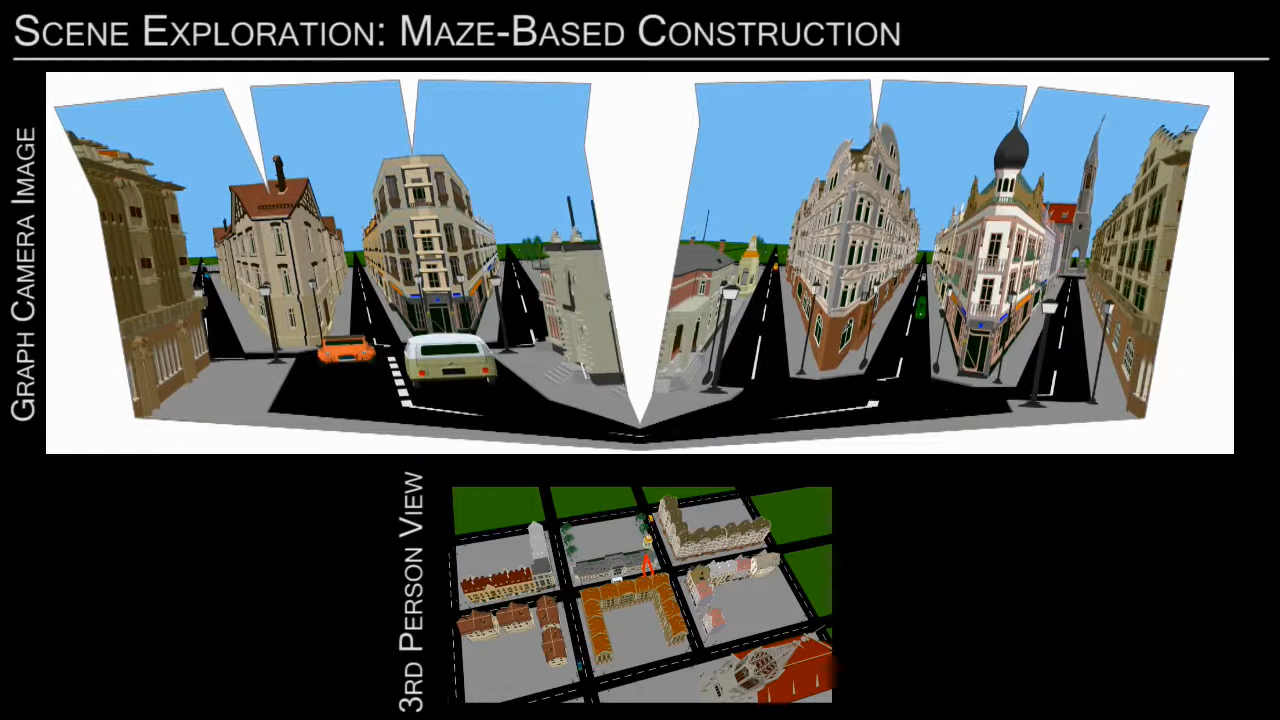 SCENE EXPLORATION: MAZE-BASED CONSTRUCTION
GRAPH CAMERA IMAGE
3RD PERSON VIEW